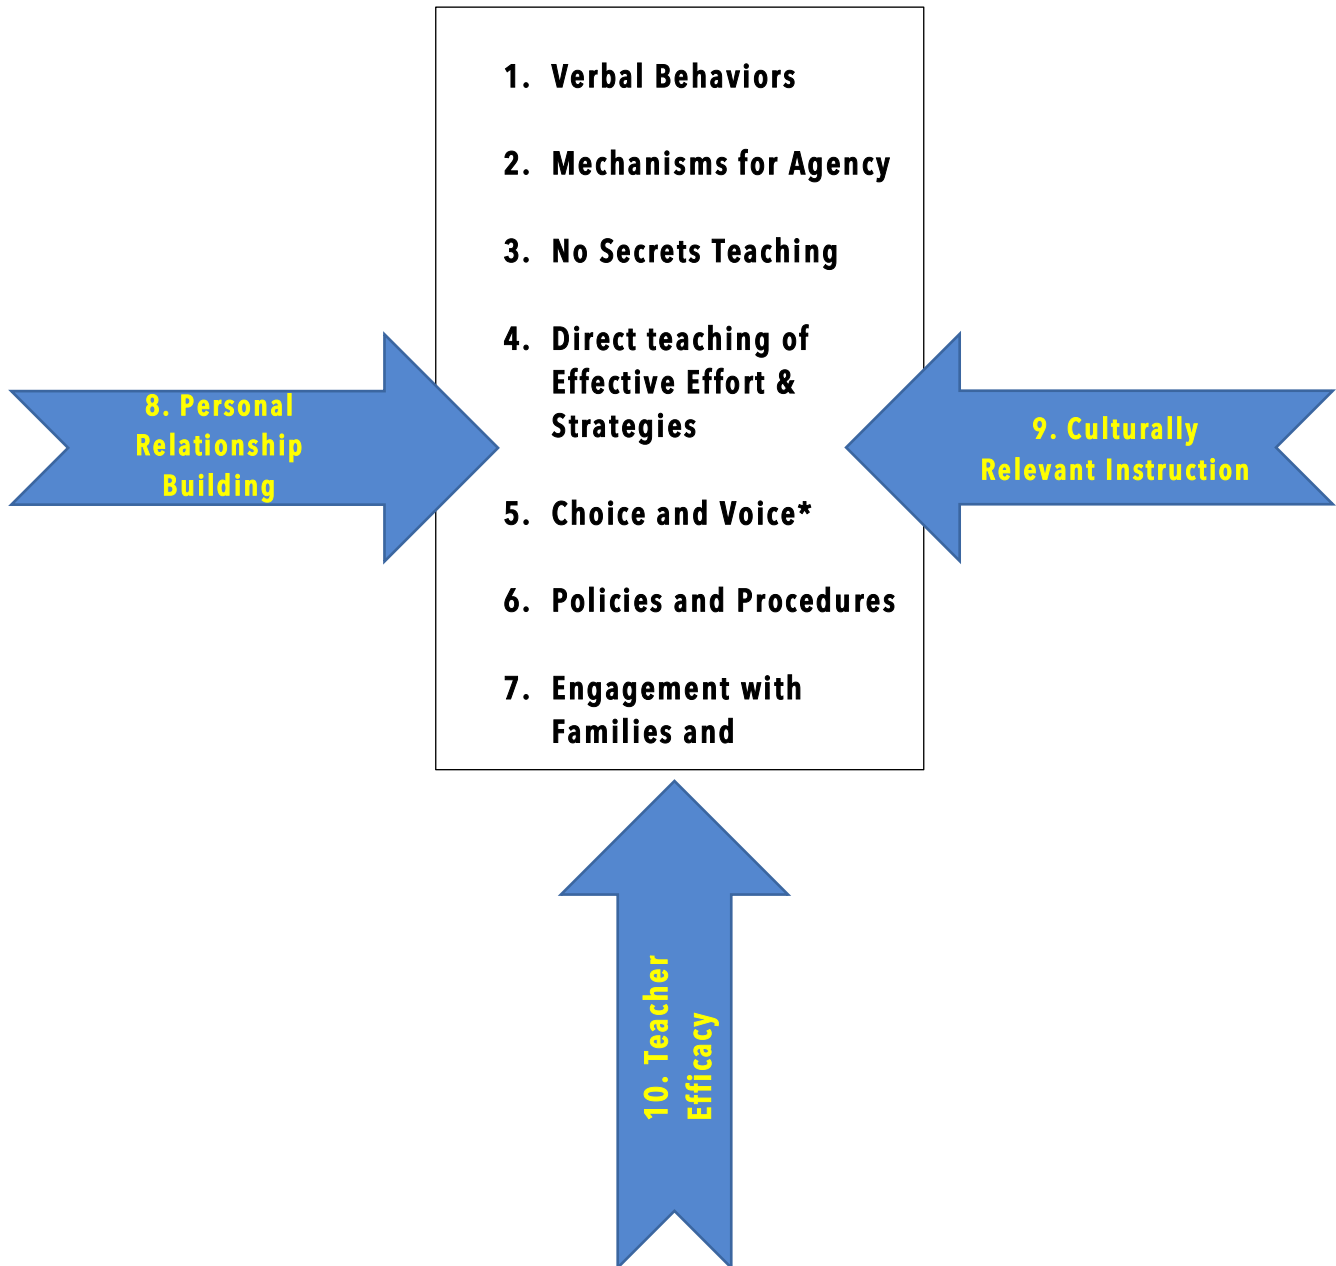 1. Verbal Behaviors
2. Mechanisms for Agency
3. No Secrets Teaching
4. Direct teaching of
Effective Effort &
Strategies
5. Choice and Voice*
6. Policies and Procedures
7. Engagement with
Families and
8. Personal
Relationship
Building
9. Culturally
Relevant Instruction
10. Teacher
Efficacy